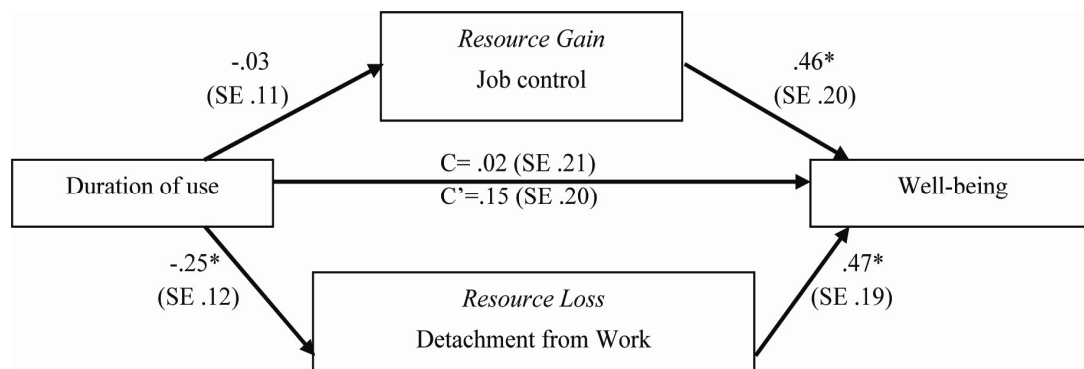 Resource Gain
Job control
-.03
(SE .11)
.46*
(SE .20)
Duration of use
C= .02 (SE .21)
C’=.15 (SE .20)
Well-being
-.25*
(SE .12)
Resource Loss
Detachment from Work
.47*
(SE .19)